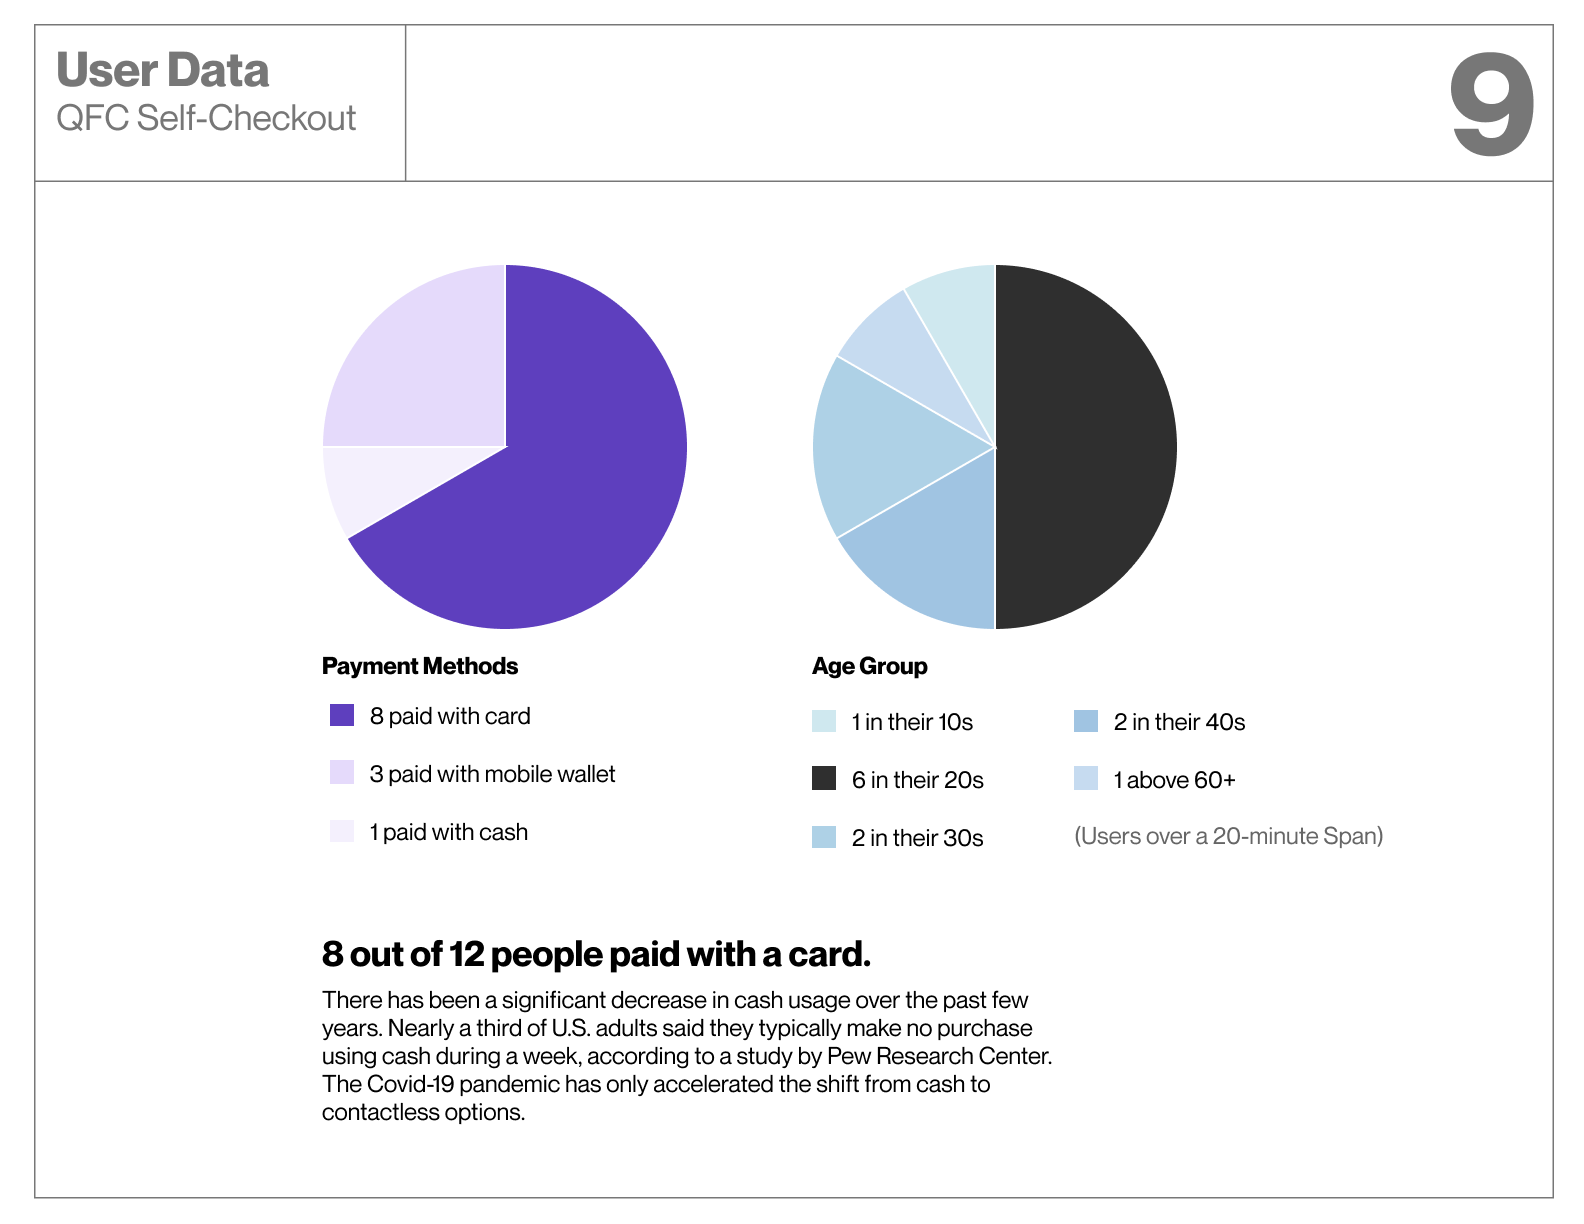 User Data
QFC Self-Checkout
9
Payment Methods
8 paid with card
3 paid with mobile wallet
1 paid with cash
Age Group
1 in their 10s
6 in their 20s
2 in their 30s
2 in their 40s
1 above 60+
(Users over a 20-minute Span)
8 out of 12 people paid with a card.
There has been a significant decrease in cash usage over the past few
years. Nearly a third of U.S. adults said they typically make no purchase
using cash during a week, according to a study by Pew Research Center.
The Covid-19 pandemic has only accelerated the shift from cash to
contactless options.